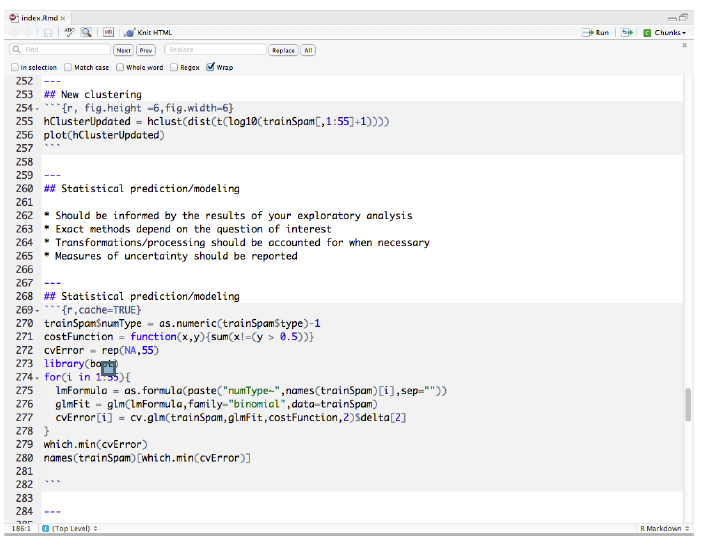 index.Rmd ×
ABC MD Knit HTML Run Chunks
Find Next Prev Replace Replace All
In selection Match case Whole word Regex Wrap
252 ---
253 ## New clustering
254 ```{r, fig.height =6,fig.width=6}
255 hClusterUpdated = hclust(dist(t(log10(trainSpam[,1:55]+1))))
256 plot(hClusterUpdated)
257 ```
258
259 ---
260 ## Statistical prediction/modeling
261
262 * Should be informed by the results of your exploratory analysis
263 * Exact methods depend on the question of interest
264 * Transformations/processing should be accounted for when necessary
265 * Measures of uncertainty should be reported
266
267 ---
268 ## Statistical prediction/modeling
269 ```{r,cache=TRUE}
270 trainSpam$numType = as.numeric(trainSpam$type)-1
271 costFunction = function(x,y){sum(x!=(y > 0.5))}
272 cvError = rep(NA,55)
273 library(boot)
274 for(i in 1:55){
275 lmFormula = as.formula(paste("numType~",names(trainSpam)[i],sep=""))
276 glmFit = glm(lmFormula,family="binomial",data=trainSpam)
277 cvError[i] = cv.glm(trainSpam,glmFit,costFunction,2)$delta[2]
278 }
279 which.min(cvError)
280 names(trainSpam)[which.min(cvError)]
281
282 ```
283
284 ---
186:1 (Top Level) R Markdown